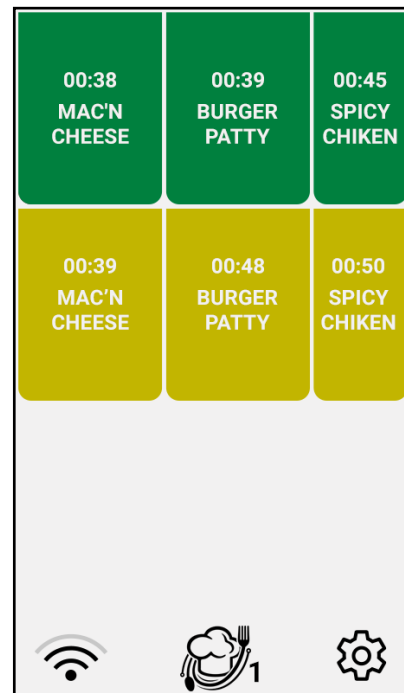 00:38
MAC'N
CHEESE
00:39
BURGER
PATTY
00:45
SPICY
CHIKEN
00:39
MAC’N
CHEESE
00:48
BURGER
PATTY
00:50
SPICY
CHIKEN
1